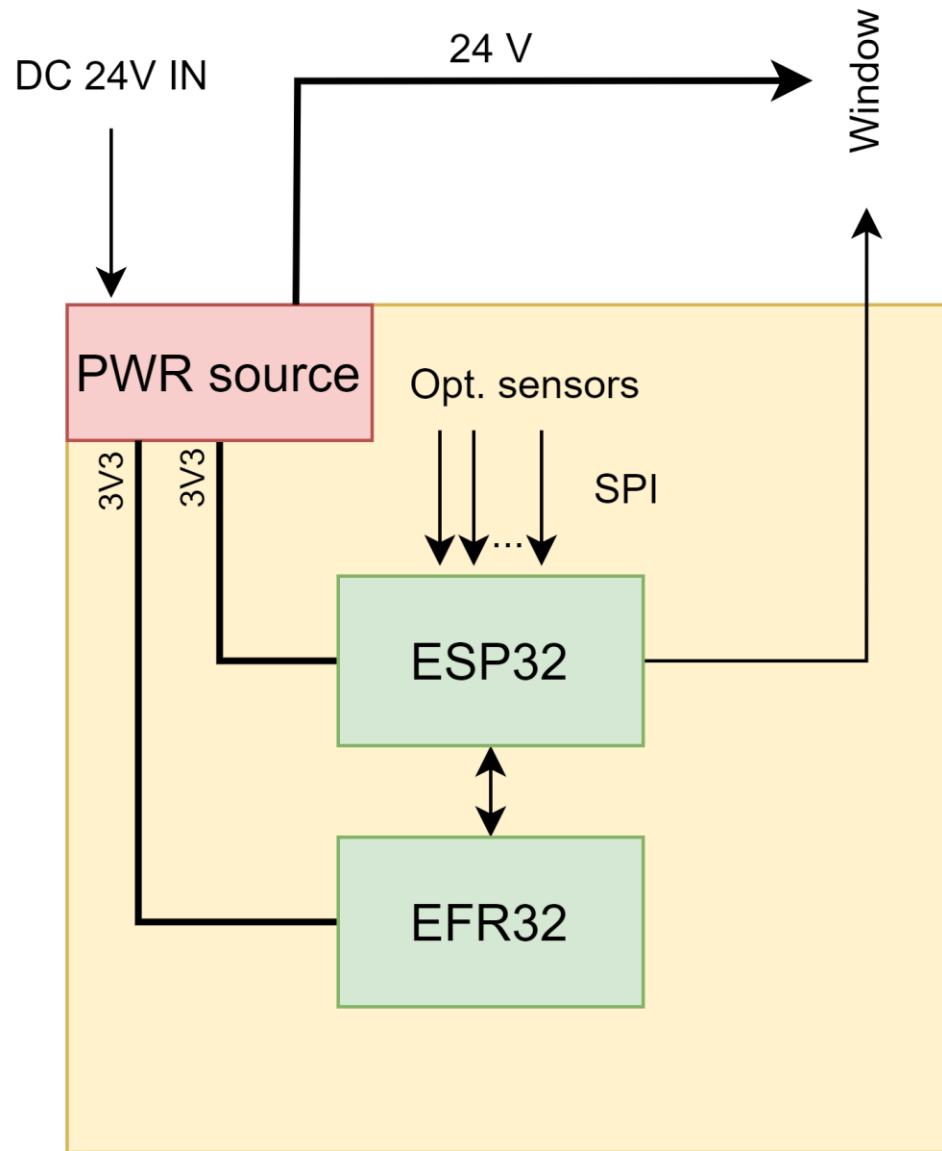 24 V
DC 24V IN
Window
PWR source
3V3
3V3
Opt. sensors
SPI
...
ESP32
EFR32